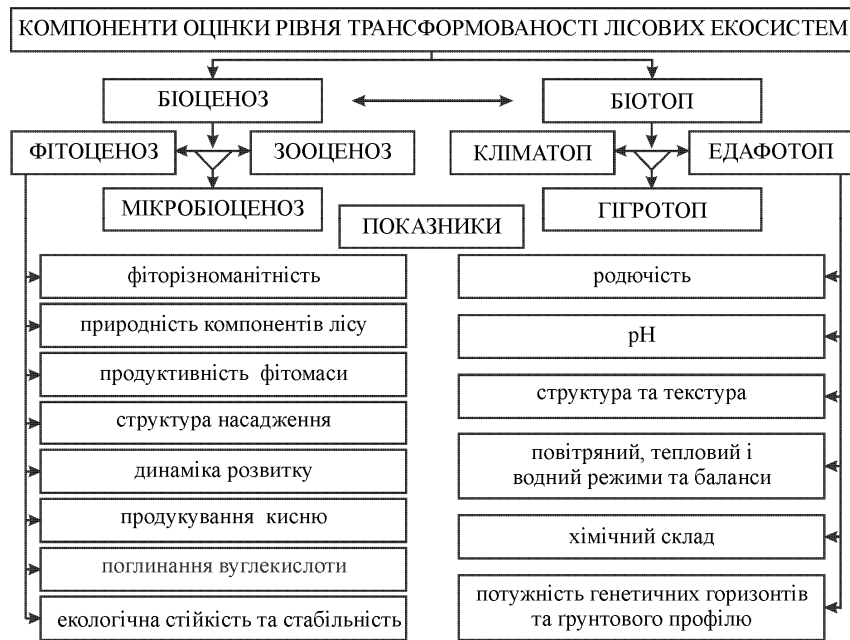 КОМПОНЕНТИ ОЦІНКИ РІВНЯ ТРАНСФОРМОВАНОСТІ ЛІСОВИХ ЕКОСИСТЕМ
БІОЦЕНОЗ
БІОТОП
ФІТОЦЕНОЗ
ЗООЦЕНОЗ
КЛІМАТОП
ЕДАФОТОП
МІКРОБІОЦЕНОЗ
ГІГРОТОП
ПОКАЗНИКИ
фіторізноманітність
природність компонентів лісу
продуктивність фітомаси
структура насадження
динаміка розвитку
продукування кисню
поглинання вуглекислоти
екологічна стійкість та стабільність
родючість
pH
структура та текстура
повітряний, тепловий і
водний режими та баланси
хімічний склад
потужність генетичних горизонтів
та ґрунтового профілю